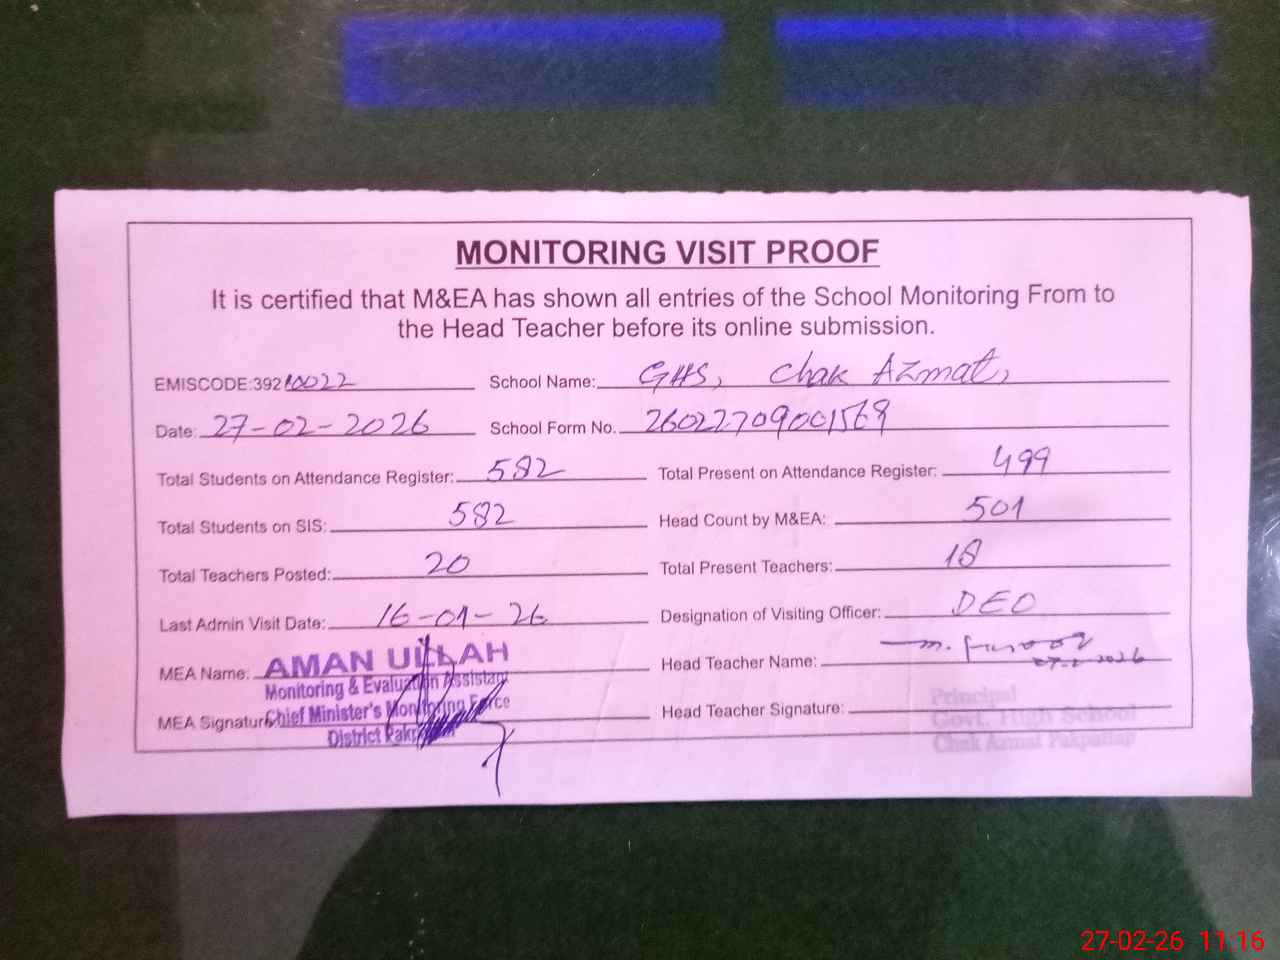 MONITORING VISIT PROOF
It is certified that M&EA has shown all entries of the School Monitoring From to
the Head Teacher before its online submission.
EMISCODE:39210022 School Name: GHS, Chak Azmat,
Date: 27-02-2026 School Form No. 26022709001569
Total Students on Attendance Register: 582 Total Present on Attendance Register: 499
Total Students on SIS: 582 Head Count by M&EA: 501
Total Teachers Posted: 20 Total Present Teachers: 18
Last Admin Visit Date: 16-01-26 Designation of Visiting Officer: DEO
MEA Name: AMAN ULLAH Head Teacher Name: M. Farooq
Monitoring & Evaluation Assistant
MEA Signature Chief Minister's Monitoring Force Head Teacher Signature:
District
Principal
Govt. High School
Chak Azmat Pakpattan
27-02-26 11:16